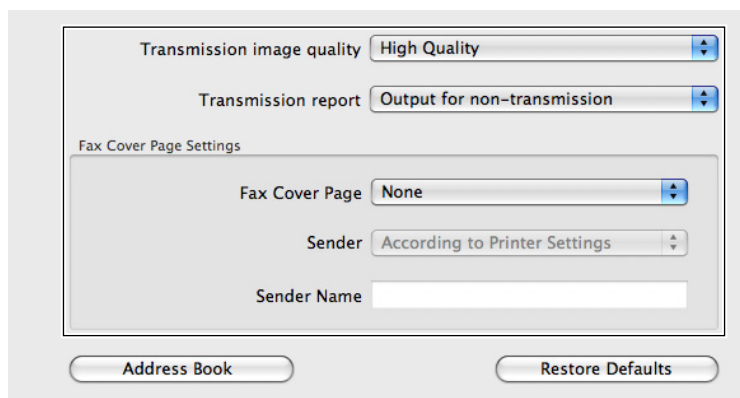 Transmission image quality High Quality
Transmission report Output for non-transmission
Fax Cover Page Settings
Fax Cover Page None
Sender According to Printer Settings
Sender Name
Address Book Restore Defaults